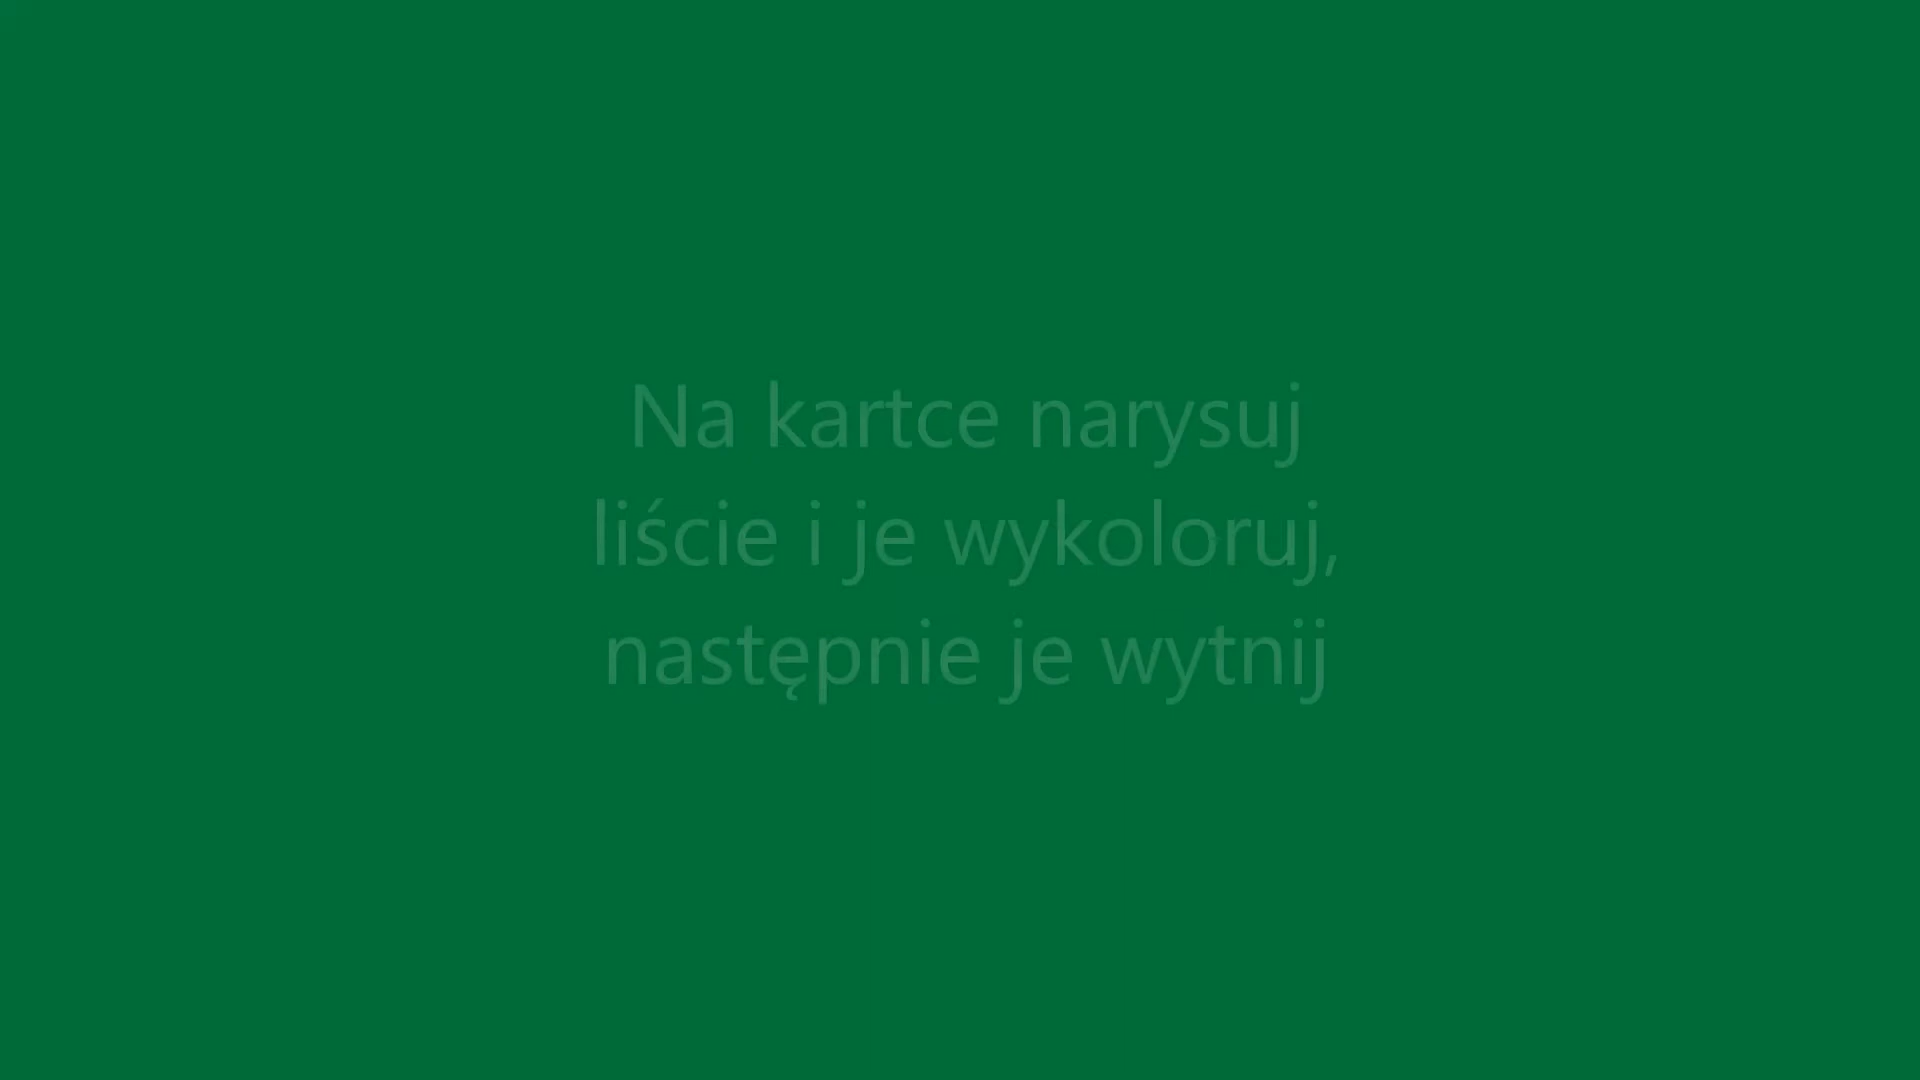 Na kartce narysuj
liście i je wykoloruj,
następnie je wytnij